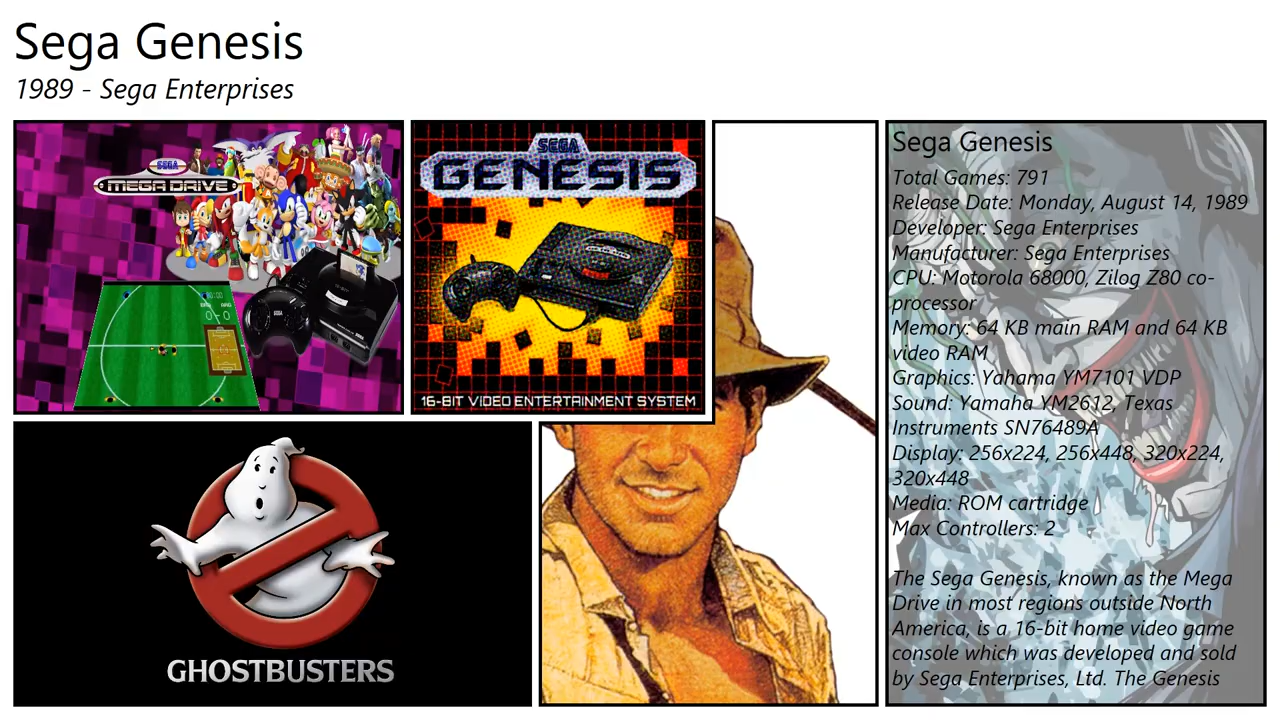 Sega Genesis
1989 - Sega Enterprises
SEGA
MEGA DRIVE
SEGA
GENESIS
16-BIT VIDEO ENTERTAINMENT SYSTEM
GHOSTBUSTERS
Sega Genesis
Total Games: 791
Release Date: Monday, August 14, 1989
Developer: Sega Enterprises
Manufacturer: Sega Enterprises
CPU: Motorola 68000, Zilog Z80 co-
processor
Memory: 64 KB main RAM and 64 KB
video RAM
Graphics: Yahama YM7101 VDP
Sound: Yamaha YM2612, Texas
Instruments SN76489A
Display: 256x224, 256x448, 320x224,
320x448
Media: ROM cartridge
Max Controllers: 2
The Sega Genesis, known as the Mega
Drive in most regions outside North
America, is a 16-bit home video game
console which was developed and sold
by Sega Enterprises, Ltd. The Genesis